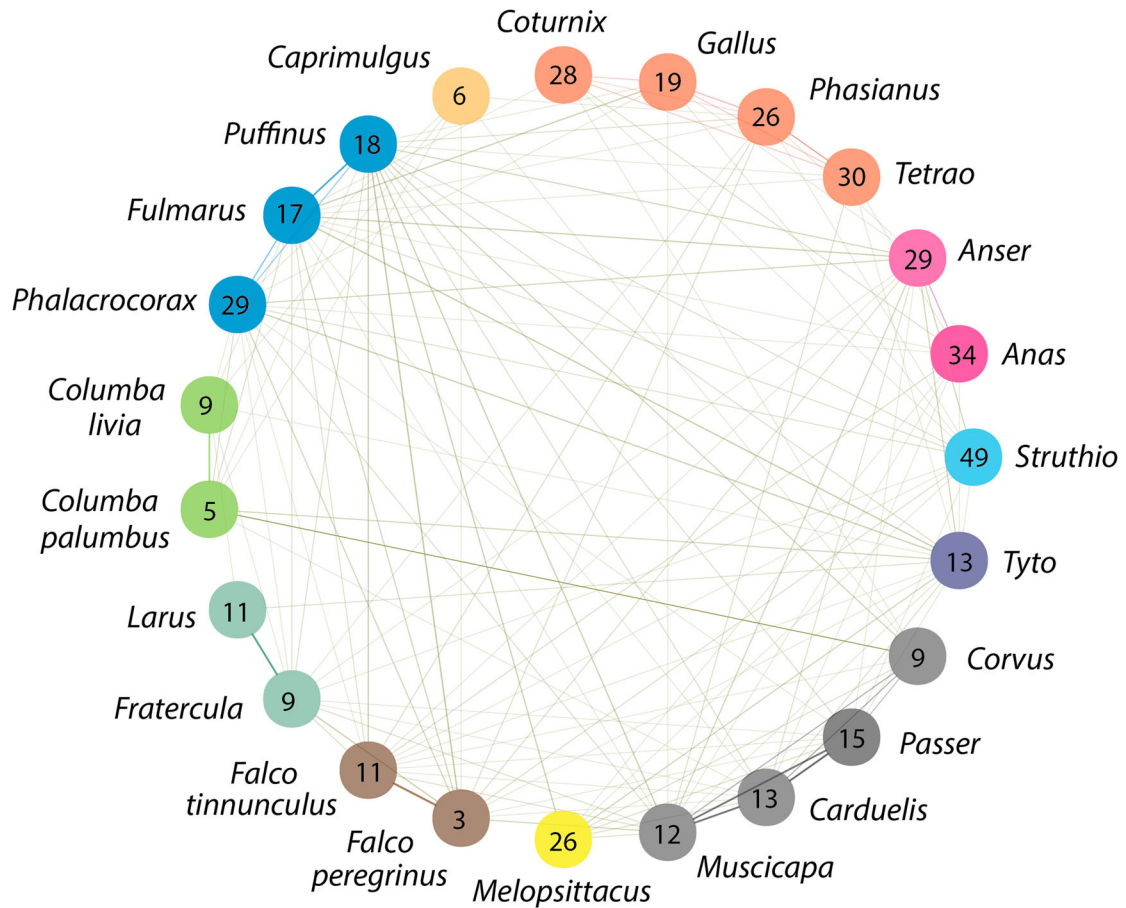 Coturnix
28
Gallus
19
Phasianus
26
Tetrao
30
Anser
29
Anas
34
Struthio
49
Tyto
13
Corvus
9
Passer
15
Carduelis
13
Muscicapa
12
Melopsittacus
26
Falco
peregrinus
3
Falco
tinnunculus
11
Fratercula
9
Larus
11
Columba
palumbus
5
Columba
livia
9
Phalacrocorax
29
Fulmarus
17
Puffinus
18
Caprimulgus
6